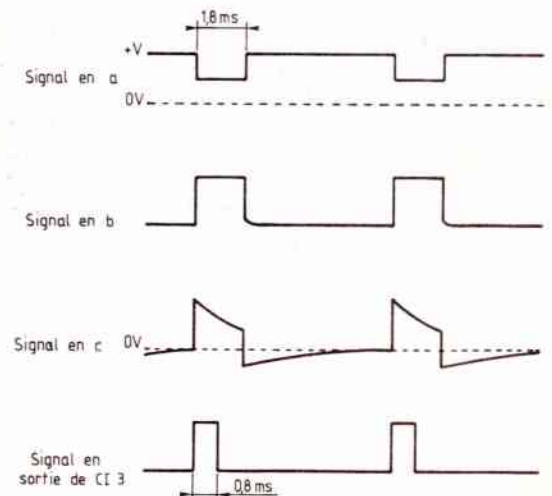 1,8 ms
+V
Signal en a
0V
Signal en b
Signal en c
0V
Signal en
sortie de CI 3
0,8 ms